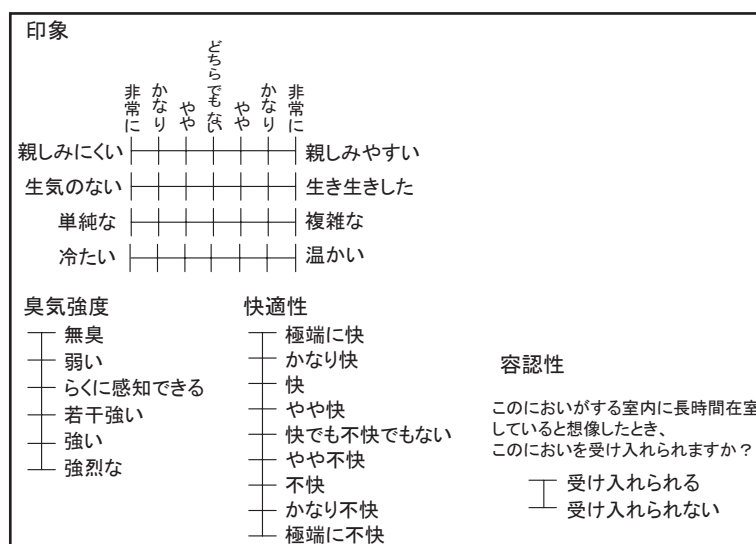 印象
非常に かなり やや どちらでもない やや かなり 非常に
親しみにくい 親しみやすい
生気のない 生き生きした
単純な 複雑な
冷たい 温かい
臭気強度
無臭
弱い
らくに感知できる
若干強い
強い
強烈な
快適性
極端に快
かなり快
快
やや快
快でも不快でもない
やや不快
不快
かなり不快
極端に不快
容認性
このにおいがする室内に長時間在室
していると想像したとき、
このにおいを受け入れられますか？
受け入れられる
受け入れられない